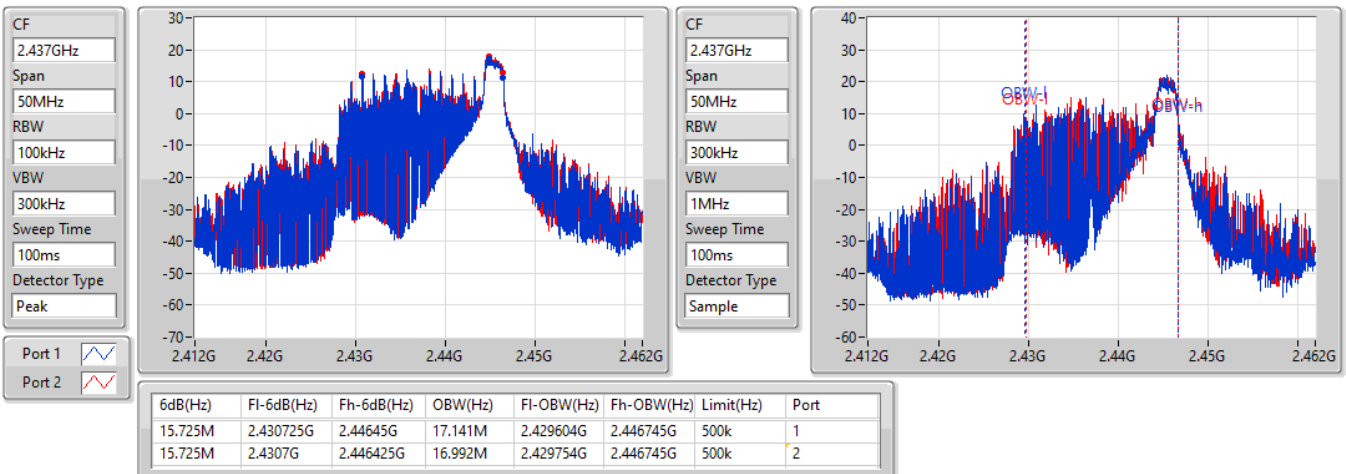 CF
2.437GHz
Span
50MHz
RBW
100kHz
VBW
300kHz
Sweep Time
100ms
Detector Type
Peak
Port 1
Port 2
30
20
10
0
-10
-20
-30
-40
-50
-60
-70
2.412G 2.42G 2.43G 2.44G 2.45G 2.462G
CF
2.437GHz
Span
50MHz
RBW
300kHz
VBW
1MHz
Sweep Time
100ms
Detector Type
Sample
40
30
20
10
0
-10
-20
-30
-40
-50
-60
OBW-l
OBW-l
OBW-h
2.412G 2.42G 2.43G 2.44G 2.45G 2.462G
6dB(Hz) Fl-6dB(Hz) Fh-6dB(Hz) OBW(Hz) Fl-OBW(Hz) Fh-OBW(Hz) Limit(Hz) Port
15.725M 2.430725G 2.44645G 17.141M 2.429604G 2.446745G 500k 1
15.725M 2.4307G 2.446425G 16.992M 2.429754G 2.446745G 500k 2